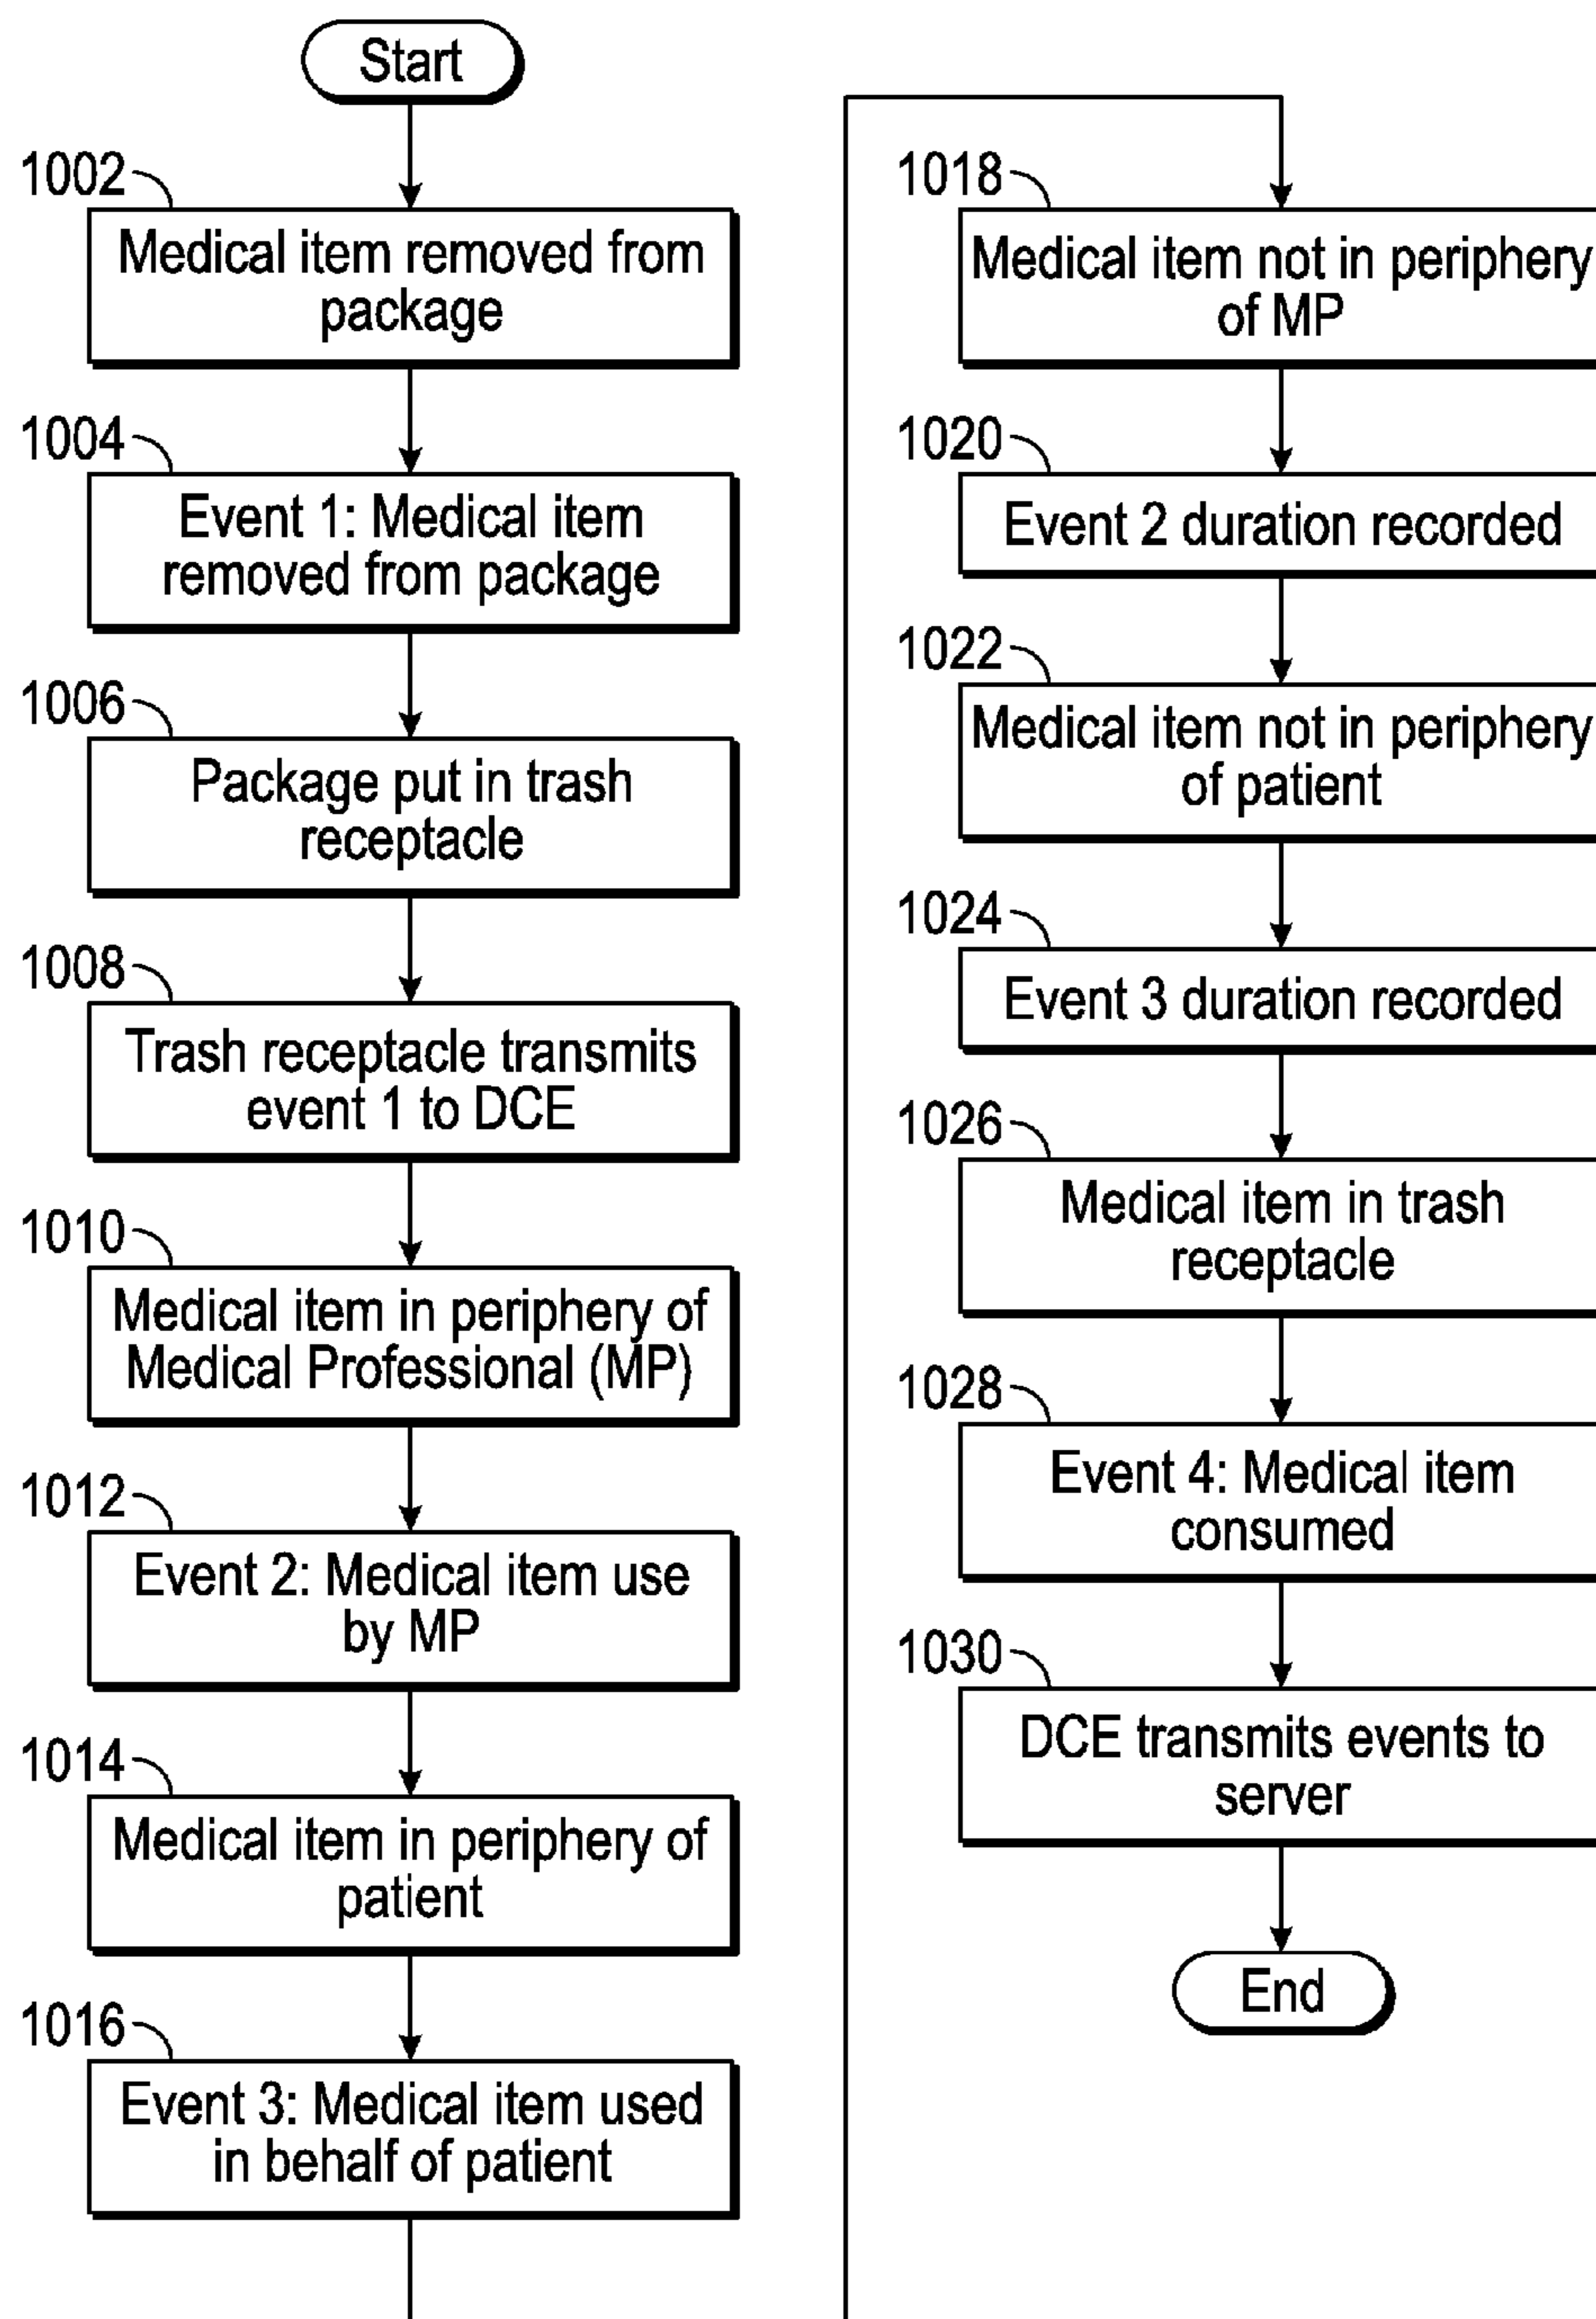 Start
1002
Medical item removed from
package
1004
Event 1: Medical item
removed from package
1006
Package put in trash
receptacle
1008
Trash receptacle transmits
event 1 to DCE
1010
Medical item in periphery of
Medical Professional (MP)
1012
Event 2: Medical item use
by MP
1014
Medical item in periphery of
patient
1016
Event 3: Medical item used
in behalf of patient
1018
Medical item not in periphery
of MP
1020
Event 2 duration recorded
1022
Medical item not in periphery
of patient
1024
Event 3 duration recorded
1026
Medical item in trash
receptacle
1028
Event 4: Medical item
consumed
1030
DCE transmits events to
server
End